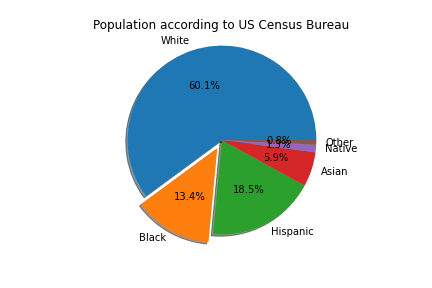 Population according to US Census Bureau
White
60.1%
0.8%
Other
1.3%
Native
5.9%
Asian
18.5%
13.4%
Hispanic
Black